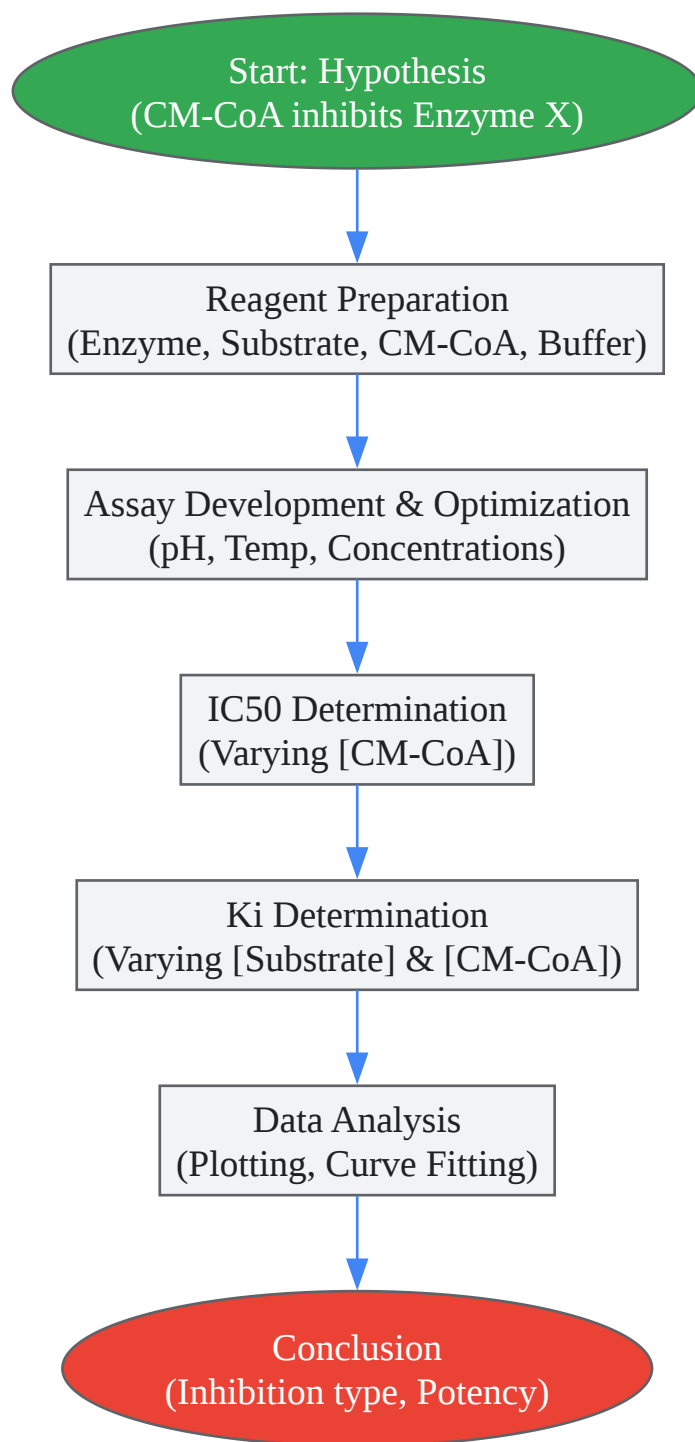 Start: Hypothesis
(CM-CoA inhibits Enzyme X)
Reagent Preparation
(Enzyme, Substrate, CM-CoA, Buffer)
Assay Development & Optimization
(pH, Temp, Concentrations)
IC50 Determination
(Varying [CM-CoA])
Ki Determination
(Varying [Substrate] & [CM-CoA])
Data Analysis
(Plotting, Curve Fitting)
Conclusion
(Inhibition type, Potency)